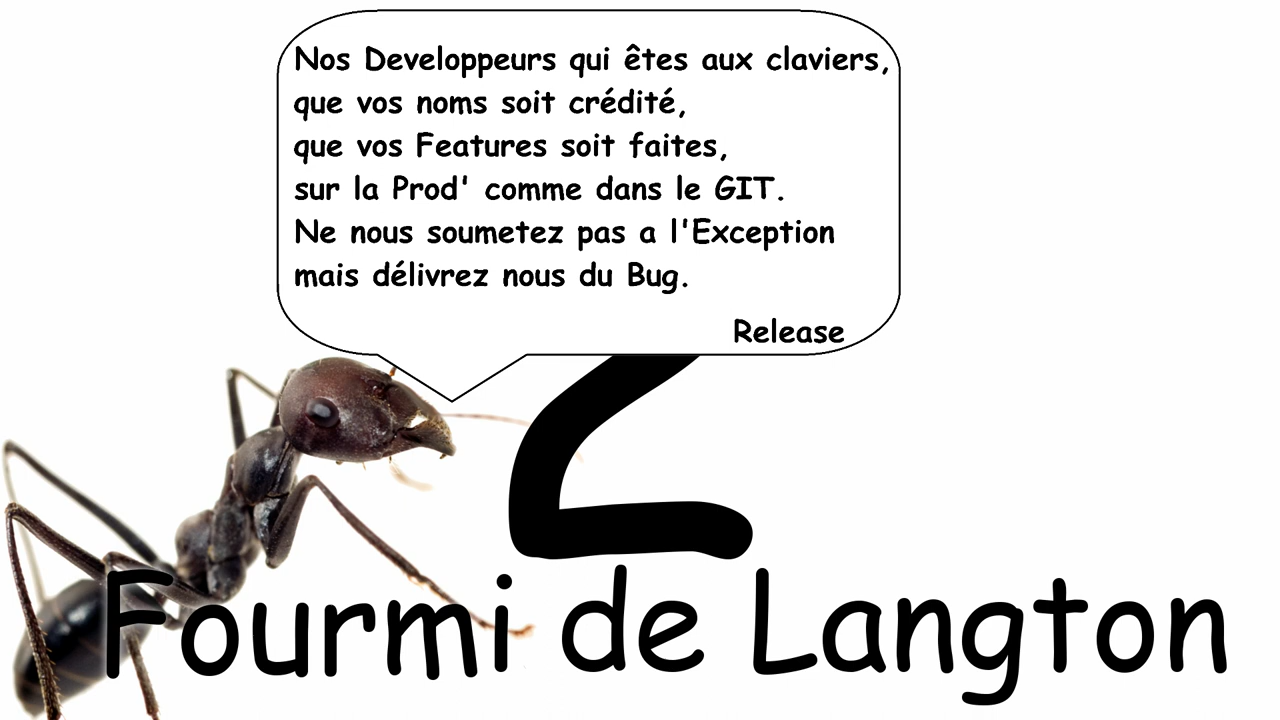 Nos Developpeurs qui êtes aux claviers,
que vos noms soit crédité,
que vos Features soit faites,
sur la Prod' comme dans le GIT.
Ne nous soumetez pas a l'Exception
mais délivrez nous du Bug.
Release
2
Fourmi de Langton